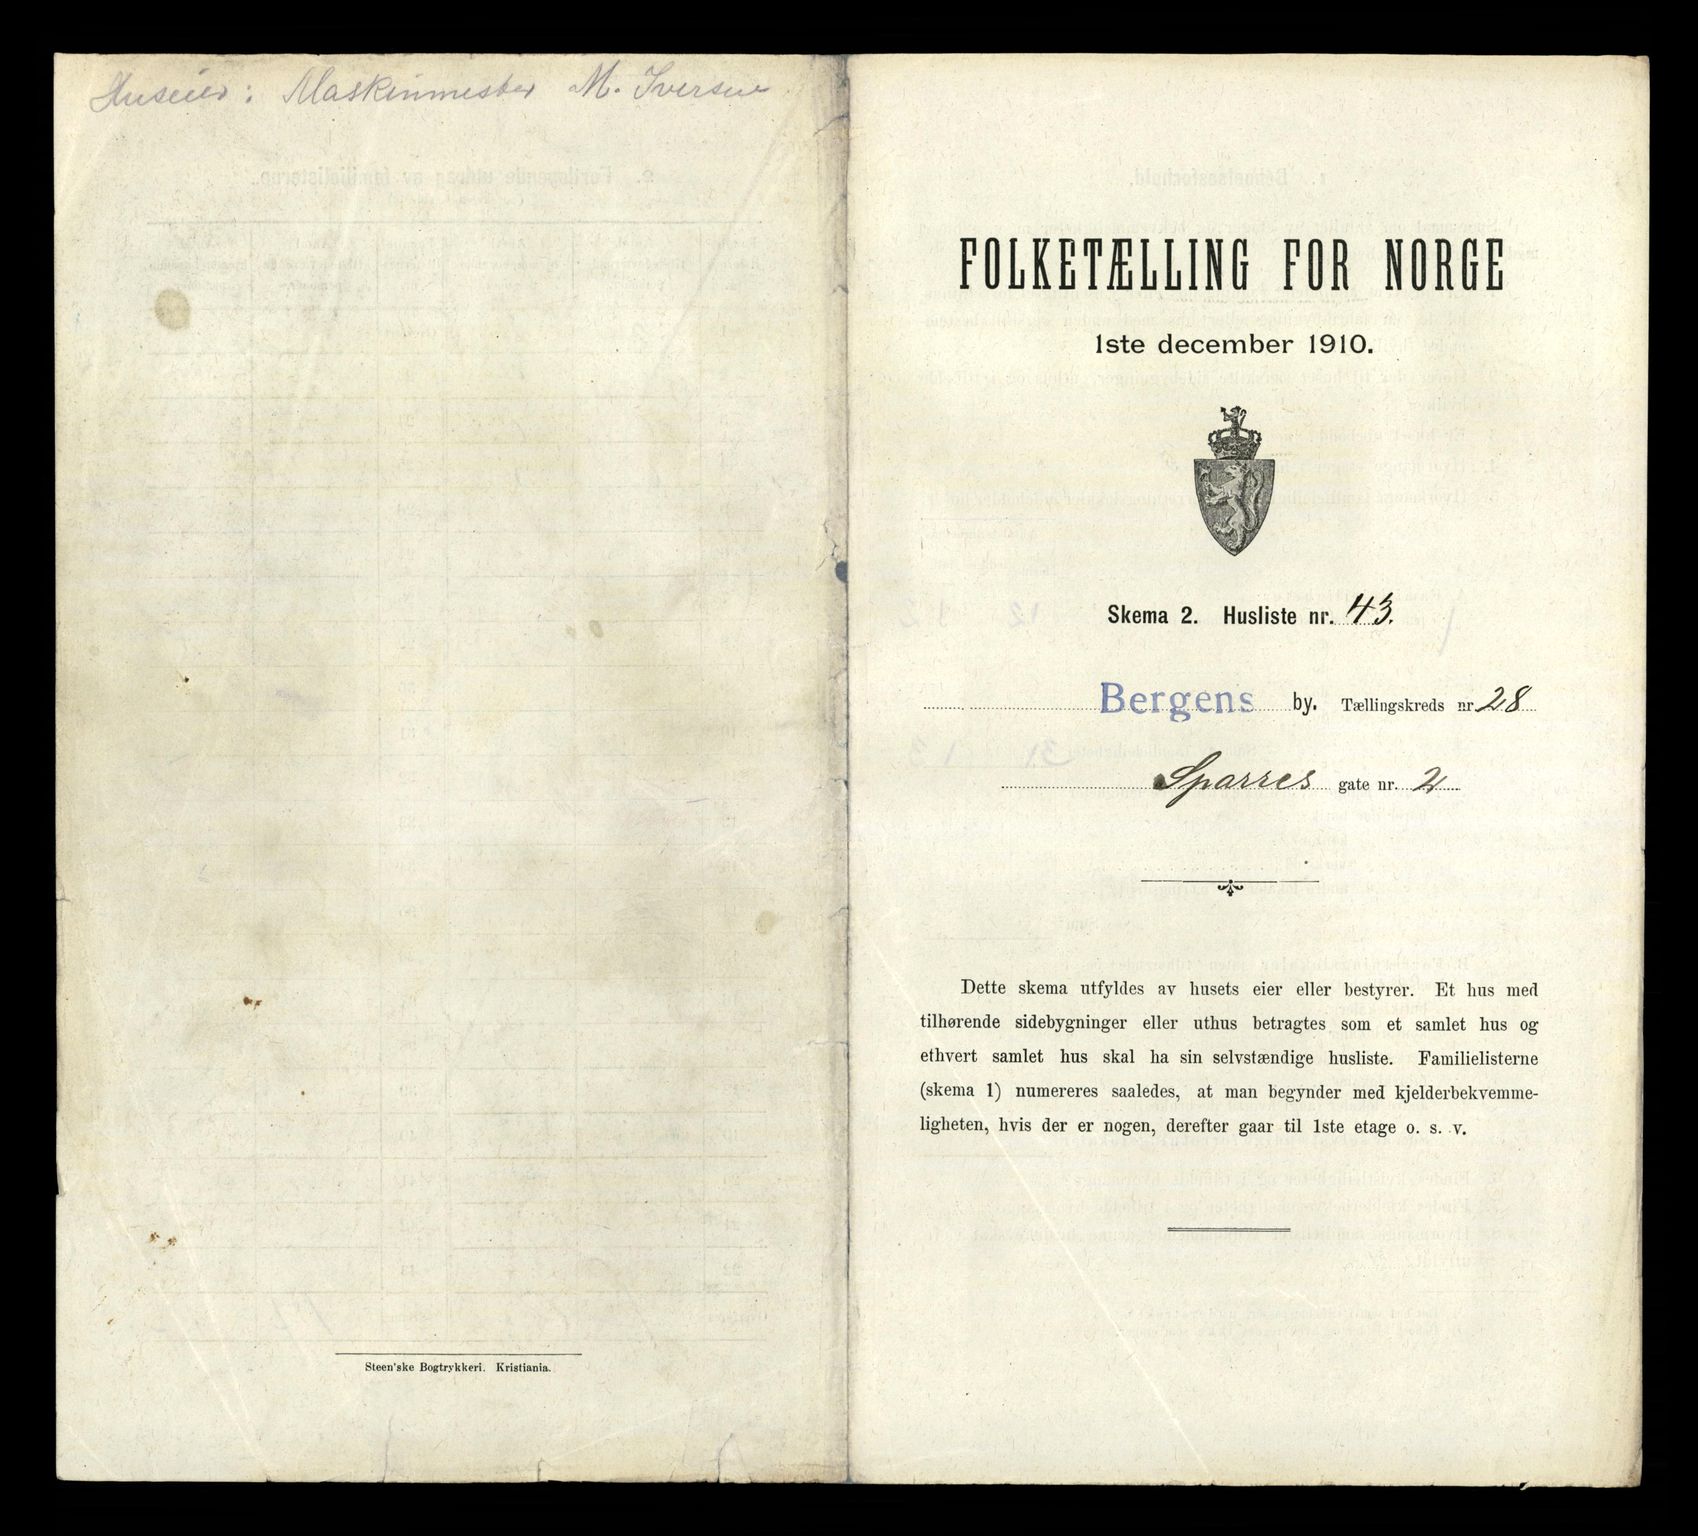 Huseier: Maskinmester M. Iversen
Steen'ske Bogtrykkeri. Kristiania.
FOLKETÆLLING FOR NORGE
1ste december 1910.
Skema 2. Husliste nr. 43.
Bergens by. Tællingskreds nr 28
Sparres gate nr. 2
Dette skema utfyldes av husets eier eller bestyrer. Et hus med
tilhørende sidebygninger eller uthus betragtes som et samlet hus og
ethvert samlet hus skal ha sin selvstændige husliste. Familielisterne
(skema 1) numereres saaledes, at man begynder med kjelderbekvemme-
ligheten, hvis der er nogen, derefter gaar til 1ste etage o. s. v.